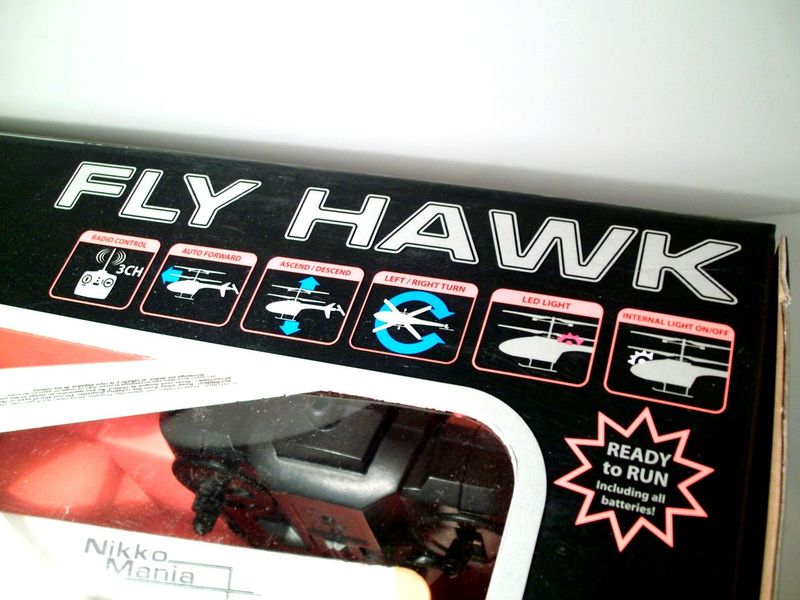 FLY HAWK
RADIO CONTROL
3CH
AUTO FORWARD
ASCEND / DESCEND
LEFT / RIGHT TURN
LED LIGHT
INTERNAL LIGHT ON/OFF
READY
to RUN
Including all
batteries!
Nikko
Mania